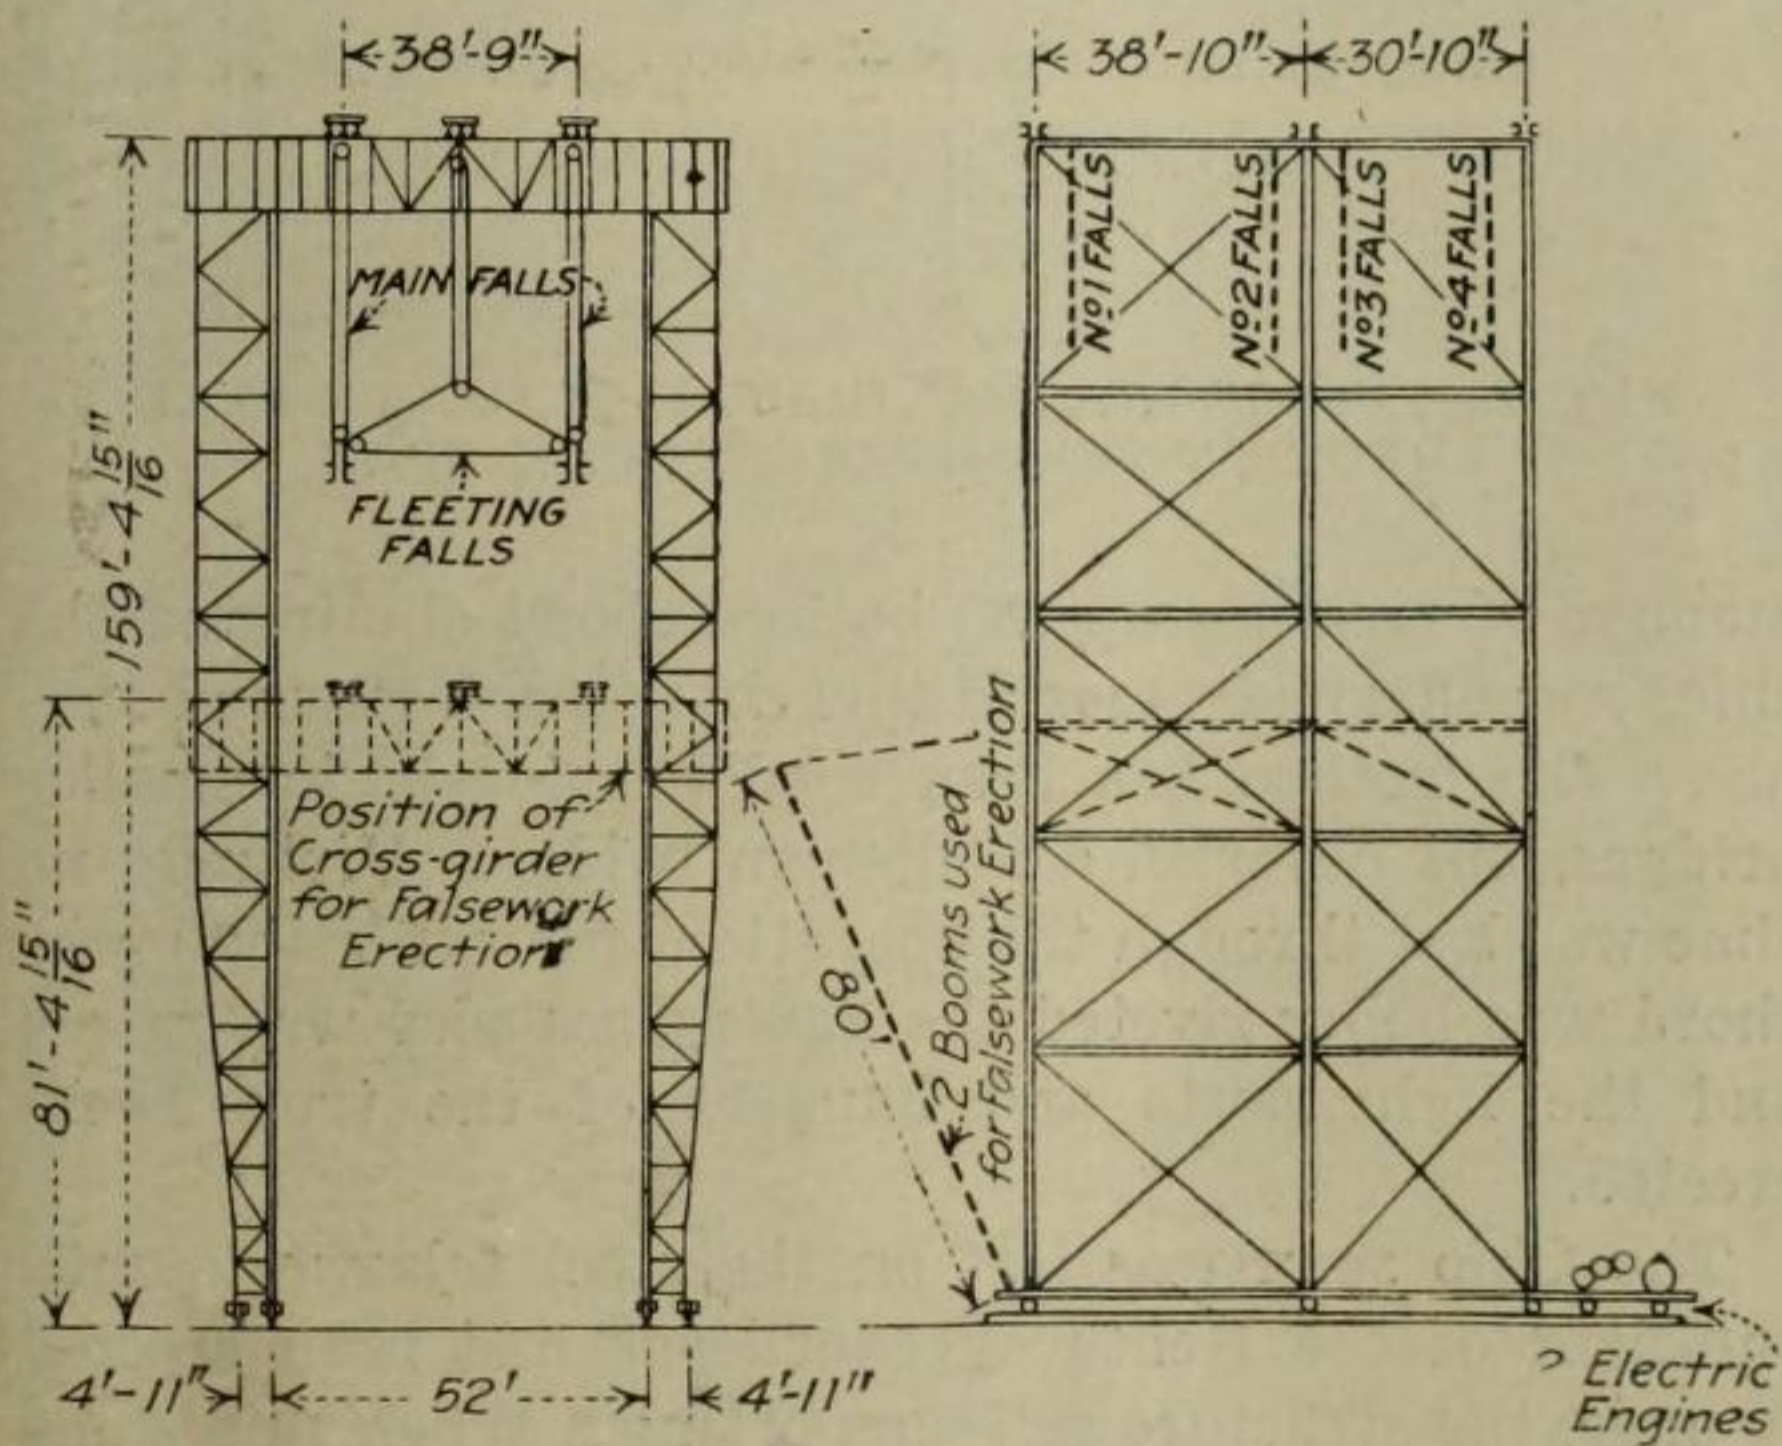 38'-9"
38'-10"
30'-10"
MAIN FALLS
FLEETING
FALLS
No1 FALLS
No2 FALLS
No3 FALLS
No4 FALLS
159'-4 15/16"
81'-4 15/16"
Position of
Cross-girder
for Falsework
Erection
80'
2 Booms used
for Falsework Erection
4'-11"
52'
4'-11"
Electric
Engines